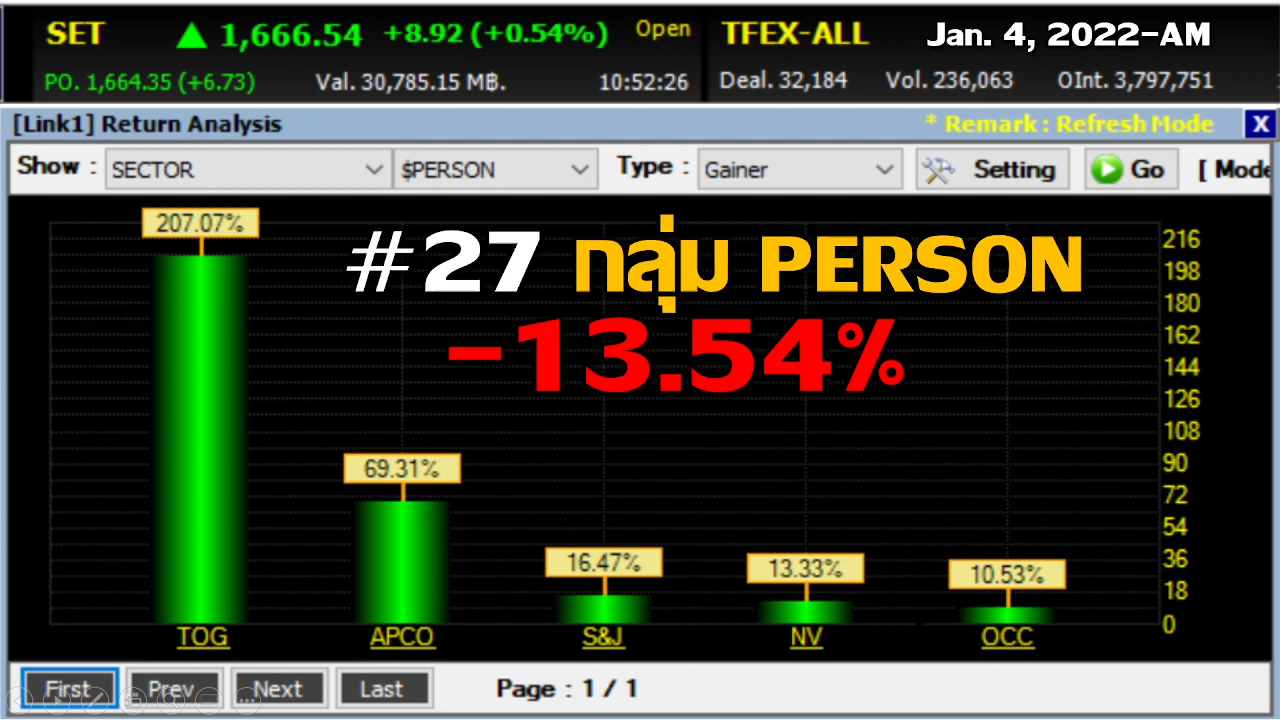 SET ▲ 1,666.54 +8.92 (+0.54%) Open TFEX-ALL Jan. 4, 2022-AM
PO. 1,664.35 (+6.73) Val. 30,785.15 M฿. 10:52:26 Deal. 32,184 Vol. 236,063 OInt. 3,797,751
[Link1] Return Analysis * Remark : Refresh Mode X
Show : SECTOR $PERSON Type : Gainer Setting Go [ Mode
#27 กลุ่ม PERSON
-13.54%
207.07%
69.31%
16.47%
13.33%
10.53%
216
198
180
162
144
126
108
90
72
54
36
18
0
TOG APCO S&J NV OCC
First Prev Next Last Page : 1 / 1